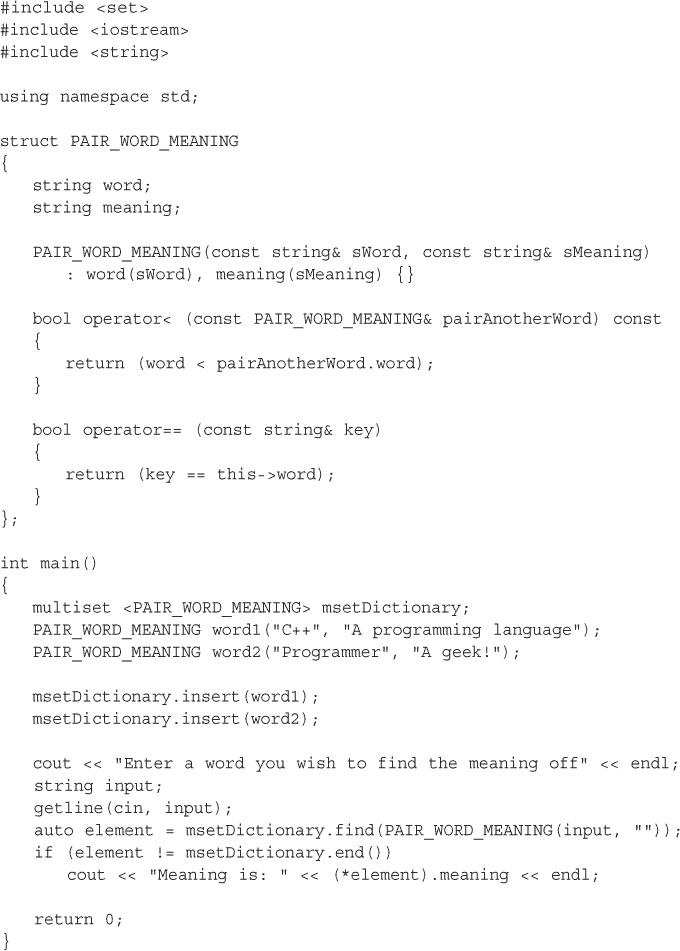 #include <set>
#include <iostream>
#include <string>

using namespace std;

struct PAIR_WORD_MEANING
{
   string word;
   string meaning;

   PAIR_WORD_MEANING(const string& sWord, const string& sMeaning)
      : word(sWord), meaning(sMeaning) {}

   bool operator< (const PAIR_WORD_MEANING& pairAnotherWord) const
   {
      return (word < pairAnotherWord.word);
   }

   bool operator== (const string& key)
   {
      return (key == this->word);
   }
};

int main()
{
   multiset <PAIR_WORD_MEANING> msetDictionary;
   PAIR_WORD_MEANING word1("C++", "A programming language");
   PAIR_WORD_MEANING word2("Programmer", "A geek!");

   msetDictionary.insert(word1);
   msetDictionary.insert(word2);

   cout << "Enter a word you wish to find the meaning off" << endl;
   string input;
   getline(cin, input);
   auto element = msetDictionary.find(PAIR_WORD_MEANING(input, ""));
   if (element != msetDictionary.end())
      cout << "Meaning is: " << (*element).meaning << endl;

   return 0;
}